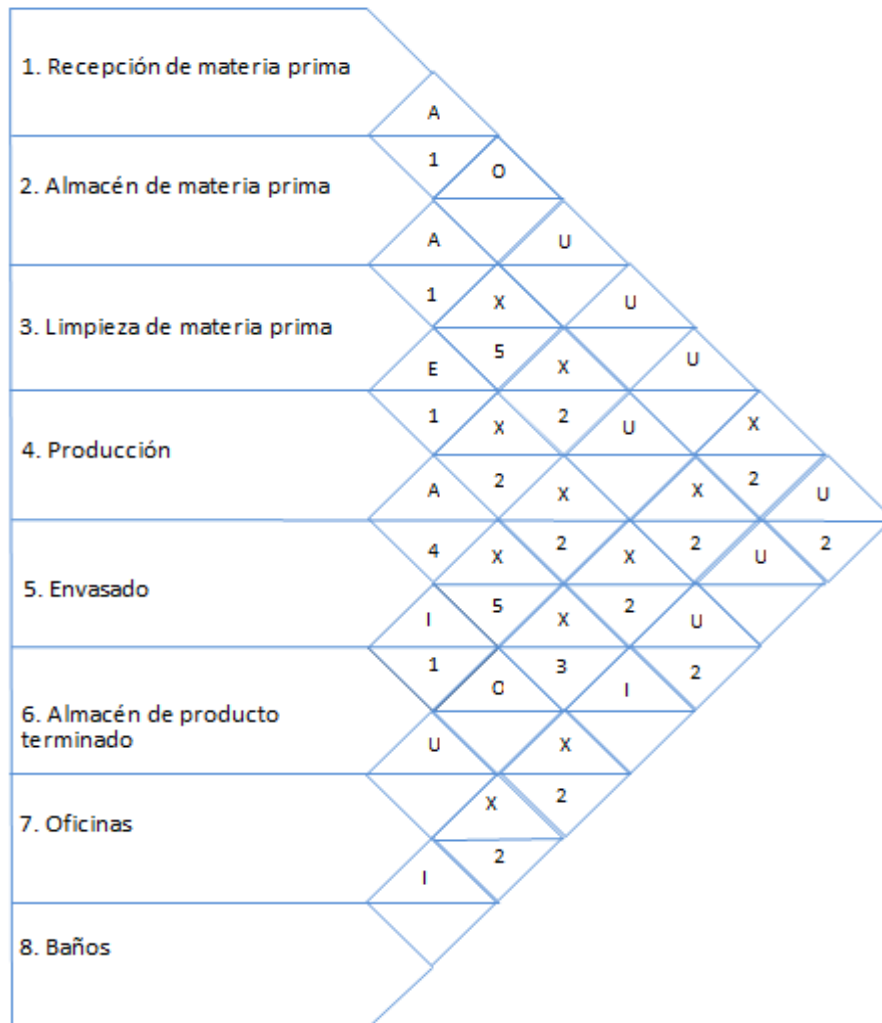 1. Recepción de materia prima
A
1
O
2. Almacén de materia prima
A
U
1
X
U
3. Limpieza de materia prima
E
5
X
U
1
X
2
U
X
4. Producción
A
2
X
X
2
U
4
X
2
X
2
U
2
5. Envasado
I
5
X
2
U
1
O
3
I
2
6. Almacén de producto
terminado
U
X
X
2
7. Oficinas
2
I
8. Baños